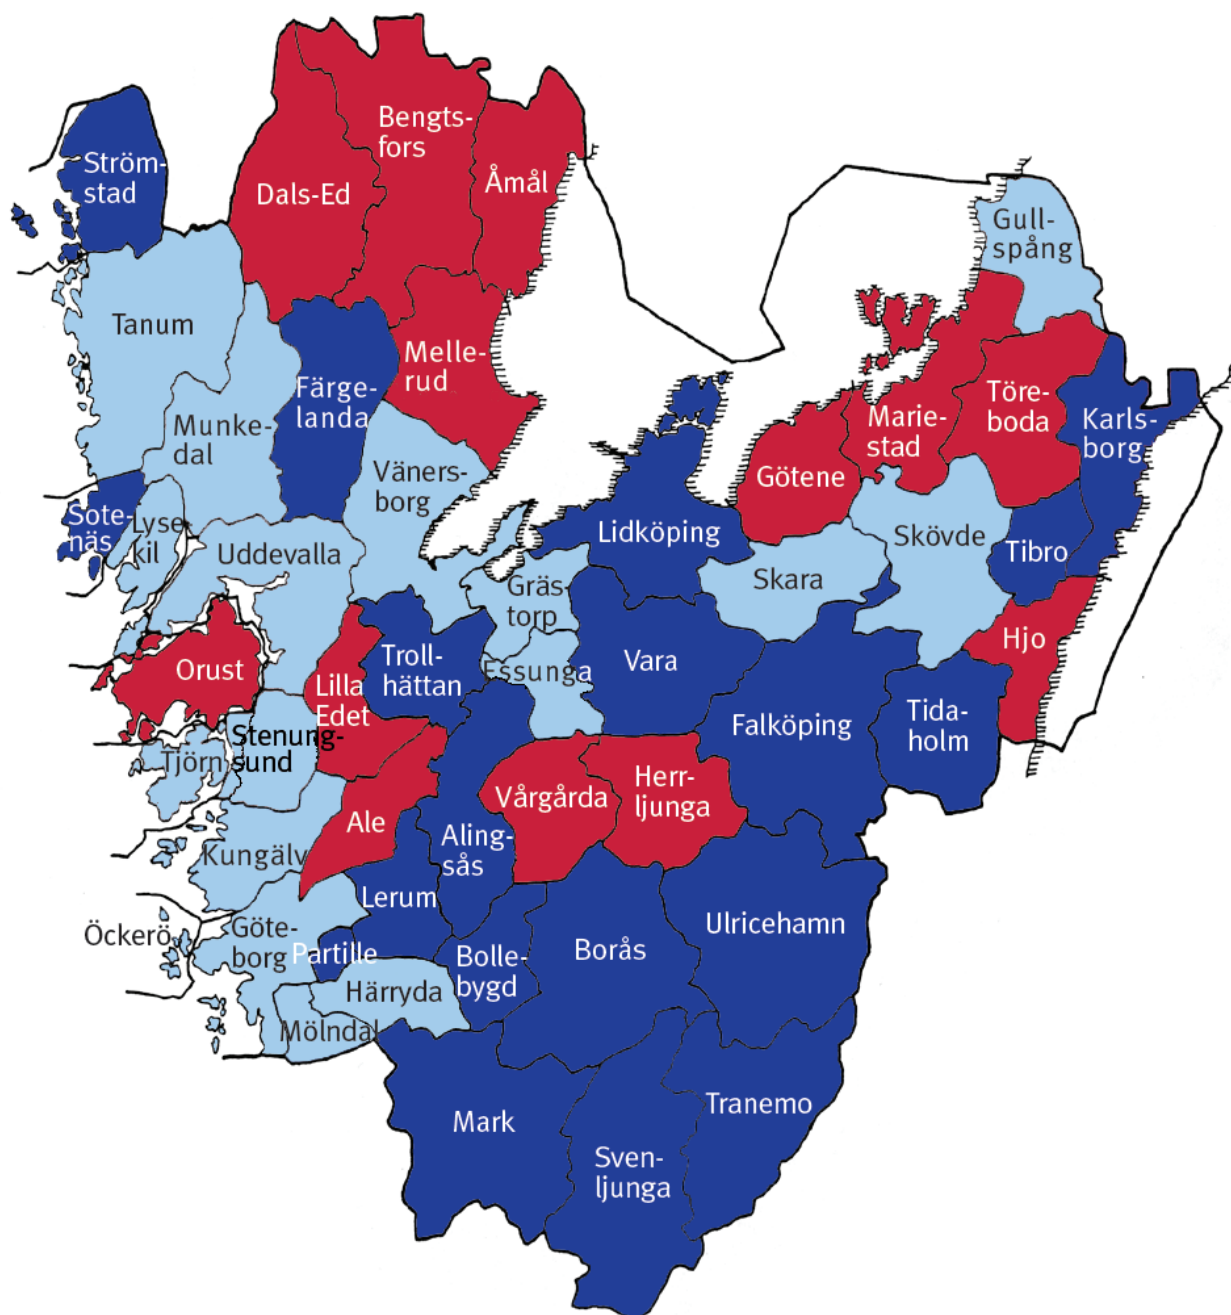 Bengts-
fors
Ström-
stad
Dals-Ed
Åmål
Gull-
spång
Tanum
Melle-
rud
Färge-
landa
Marie-
stad
Töre-
boda
Karls-
borg
Munke-
dal
Väners-
borg
Götene
Sote-
näs
Lyse-
kil
Uddevalla
Lidköping
Skövde
Tibro
Skara
Gräs-
torp
Hjo
Orust
Troll-
hättan
Essunga
Vara
Lilla
Edet
Falköping
Tida-
holm
Stenung-
sund
Tjörn
Vårgårda
Herr-
ljunga
Ale
Aling-
sås
Kungälv
Lerum
Ulricehamn
Öckerö
Göte-
borg
Partille
Bolle-
bygd
Borås
Härryda
Mölndal
Mark
Tranemo
Sven-
ljunga